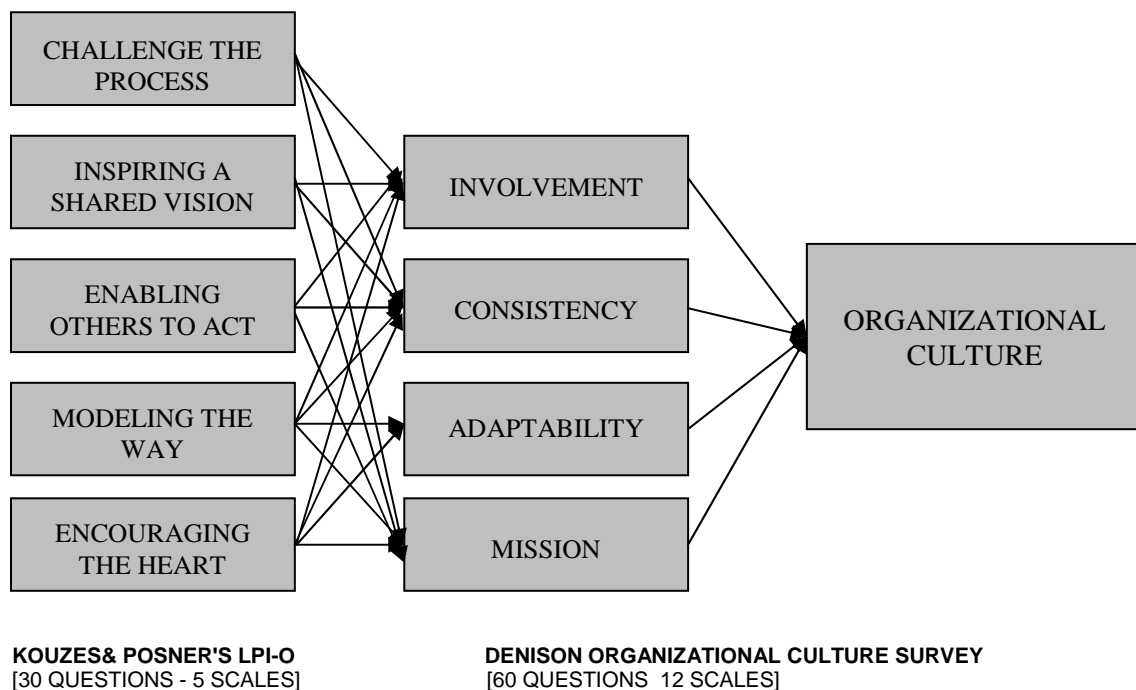 CHALLENGE THE
PROCESS
INSPIRING A
SHARED VISION
ENABLING
OTHERS TO ACT
MODELING THE
WAY
ENCOURAGING
THE HEART
INVOLVEMENT
CONSISTENCY
ADAPTABILITY
MISSION
ORGANIZATIONAL
CULTURE
KOUZES& POSNER'S LPI-O
[30 QUESTIONS - 5 SCALES]
DENISON ORGANIZATIONAL CULTURE SURVEY
[60 QUESTIONS  12 SCALES]